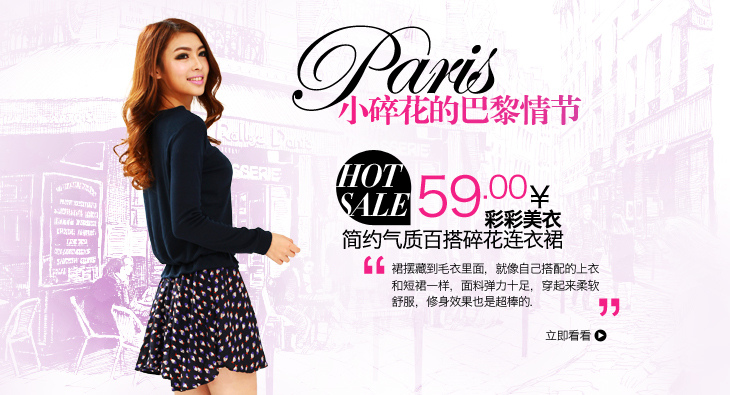 Paris
小碎花的巴黎情节
HOT
SALE
59.00¥
彩彩美衣
简约气质百搭碎花连衣裙
“ 裙摆藏到毛衣里面，就像自己搭配的上衣
和短裙一样，面料弹力十足，穿起来柔软
舒服，修身效果也是超棒的. ”
立即看看